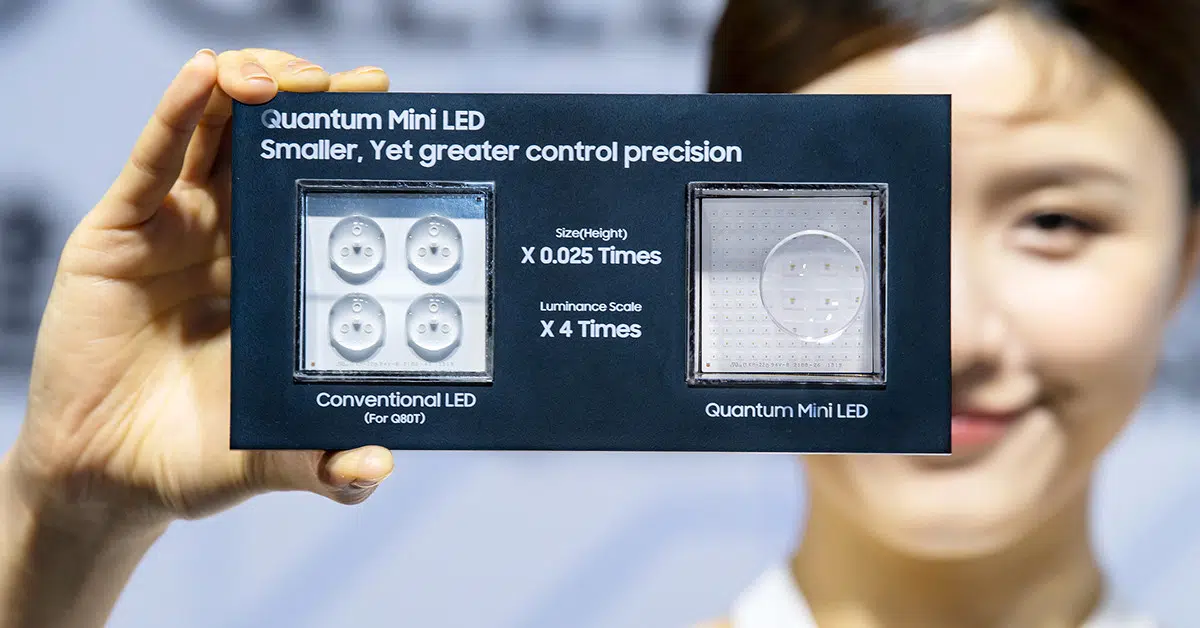 Quantum Mini LED
Smaller, Yet greater control precision
Size(Height)
X 0.025 Times
Luminance Scale
X 4 Times
Conventional LED
(For Q80T)
Quantum Mini LED